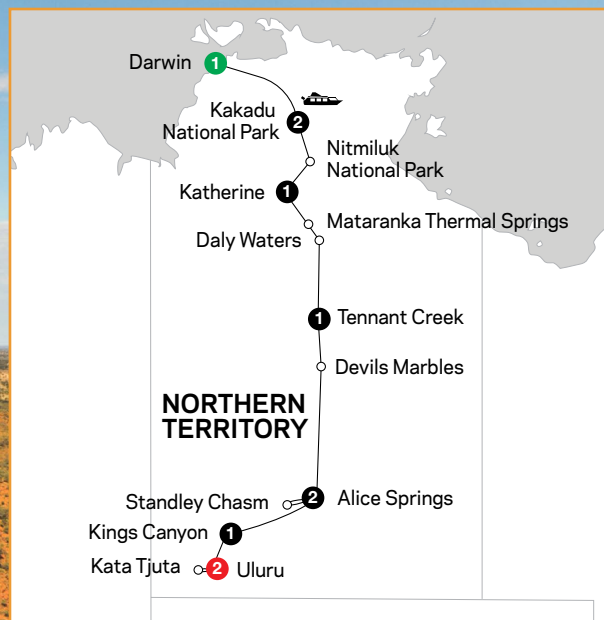 Darwin 1
Kakadu
National Park 2
Nitmiluk
National Park
Katherine 1
Mataranka Thermal Springs
Daly Waters
1 Tennant Creek
Devils Marbles
NORTHERN
TERRITORY
Standley Chasm
2 Alice Springs
Kings Canyon 1
Kata Tjuta
2 Uluru